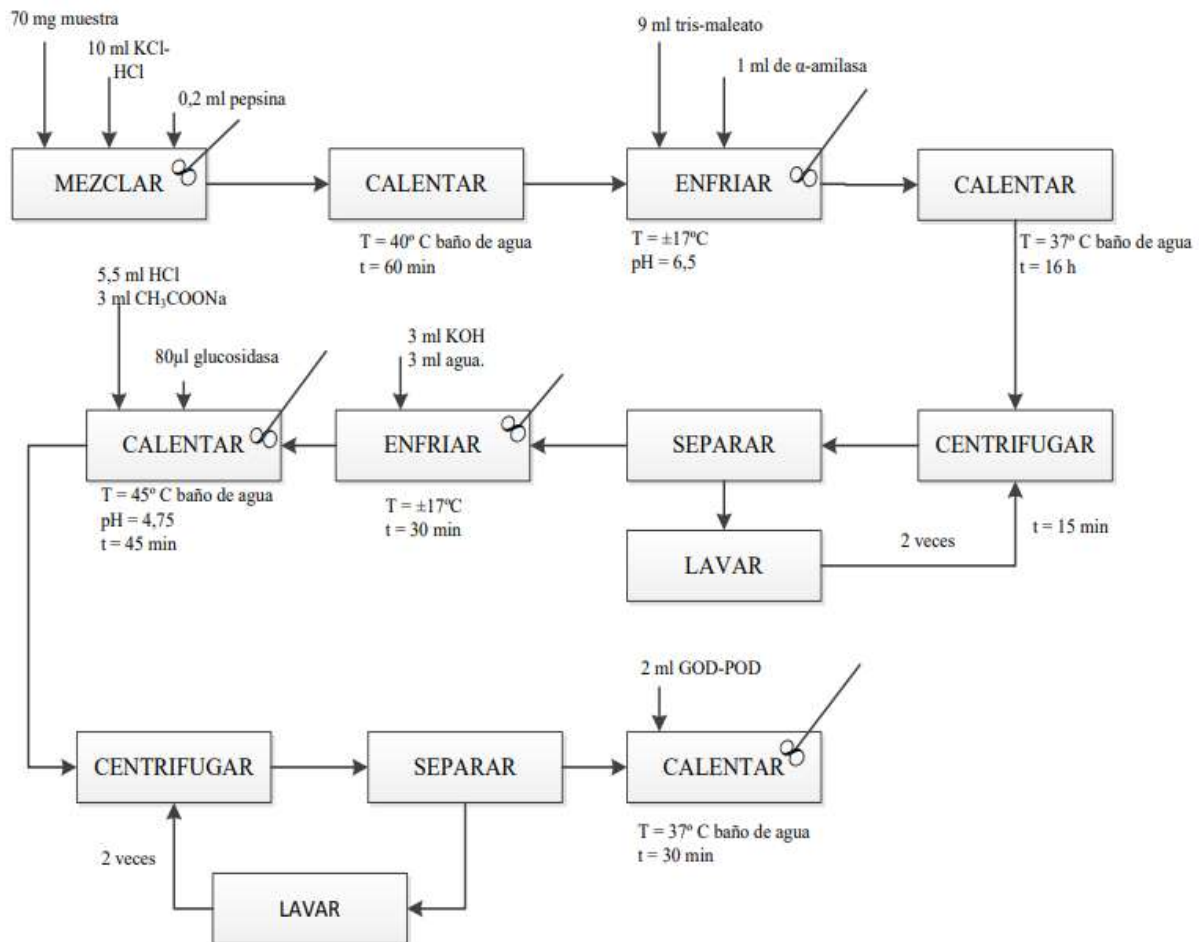 70 mg muestra
10 ml KCl-
HCl
0,2 ml pepsina
9 ml tris-maleato
1 ml de α-amilasa
MEZCLAR
CALENTAR
ENFRIAR
CALENTAR
T = 40º C baño de agua
t = 60 min
T = ±17ºC
pH = 6,5
T = 37º C baño de agua
t = 16 h
5,5 ml HCl
3 ml CH₃COONa
80µl glucosidasa
3 ml KOH
3 ml agua.
CALENTAR
ENFRIAR
SEPARAR
CENTRIFUGAR
T = 45º C baño de agua
pH = 4,75
t = 45 min
T = ±17ºC
t = 30 min
LAVAR
2 veces
t = 15 min
2 ml GOD-POD
CENTRIFUGAR
SEPARAR
CALENTAR
T = 37º C baño de agua
t = 30 min
2 veces
LAVAR